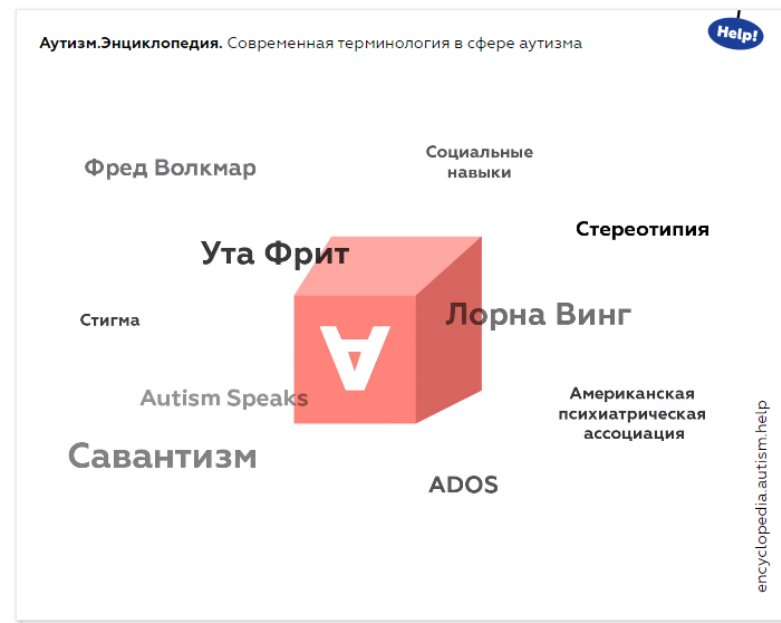 Аутизм.Энциклопедия. Современная терминология в сфере аутизма
Help!
Фред Волкмар
Социальные
навыки
Стереотипия
Ута Фрит
Лорна Винг
Стигма
A
Autism Speaks
Американская
психиатрическая
ассоциация
Савантизм
ADOS
encyclopedia.autism.help